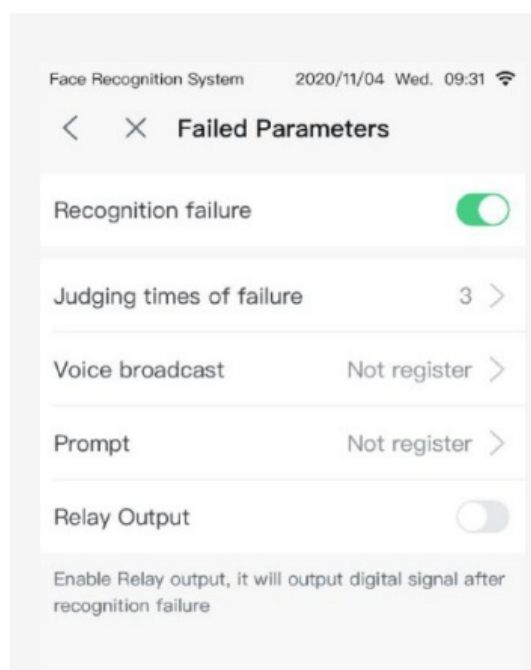 Face Recognition System 2020/11/04 Wed. 09:31
Failed Parameters
Recognition failure
Judging times of failure 3
Voice broadcast Not register
Prompt Not register
Relay Output
Enable Relay output, it will output digital signal after
recognition failure